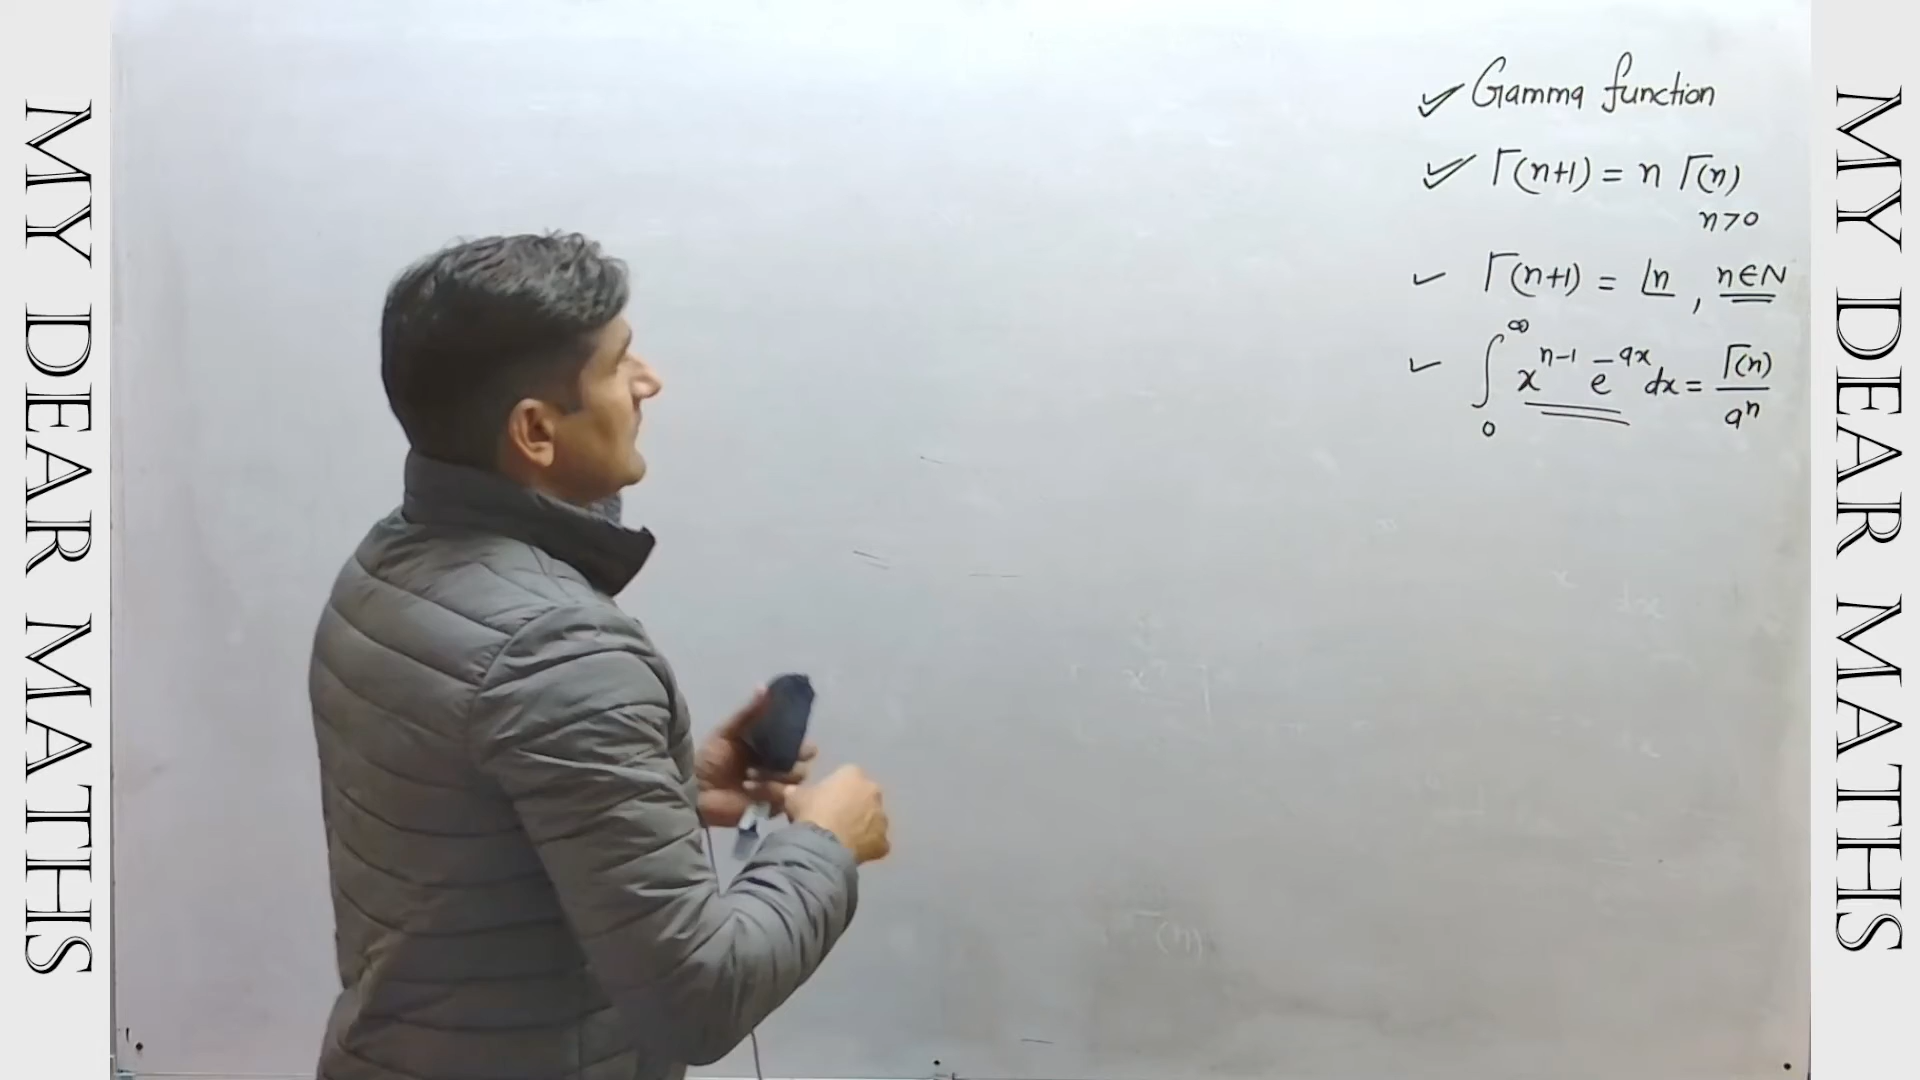 MY DEAR MATHS
✓ Gamma function
✓ Γ(n+1) = n Γ(n)
n>0
✓ Γ(n+1) = |n̲ , n∈N
✓ ∫₀^∞ x^{n-1} e^{-ax} dx = Γ(n)/a^n
(n)
MY DEAR MATHS